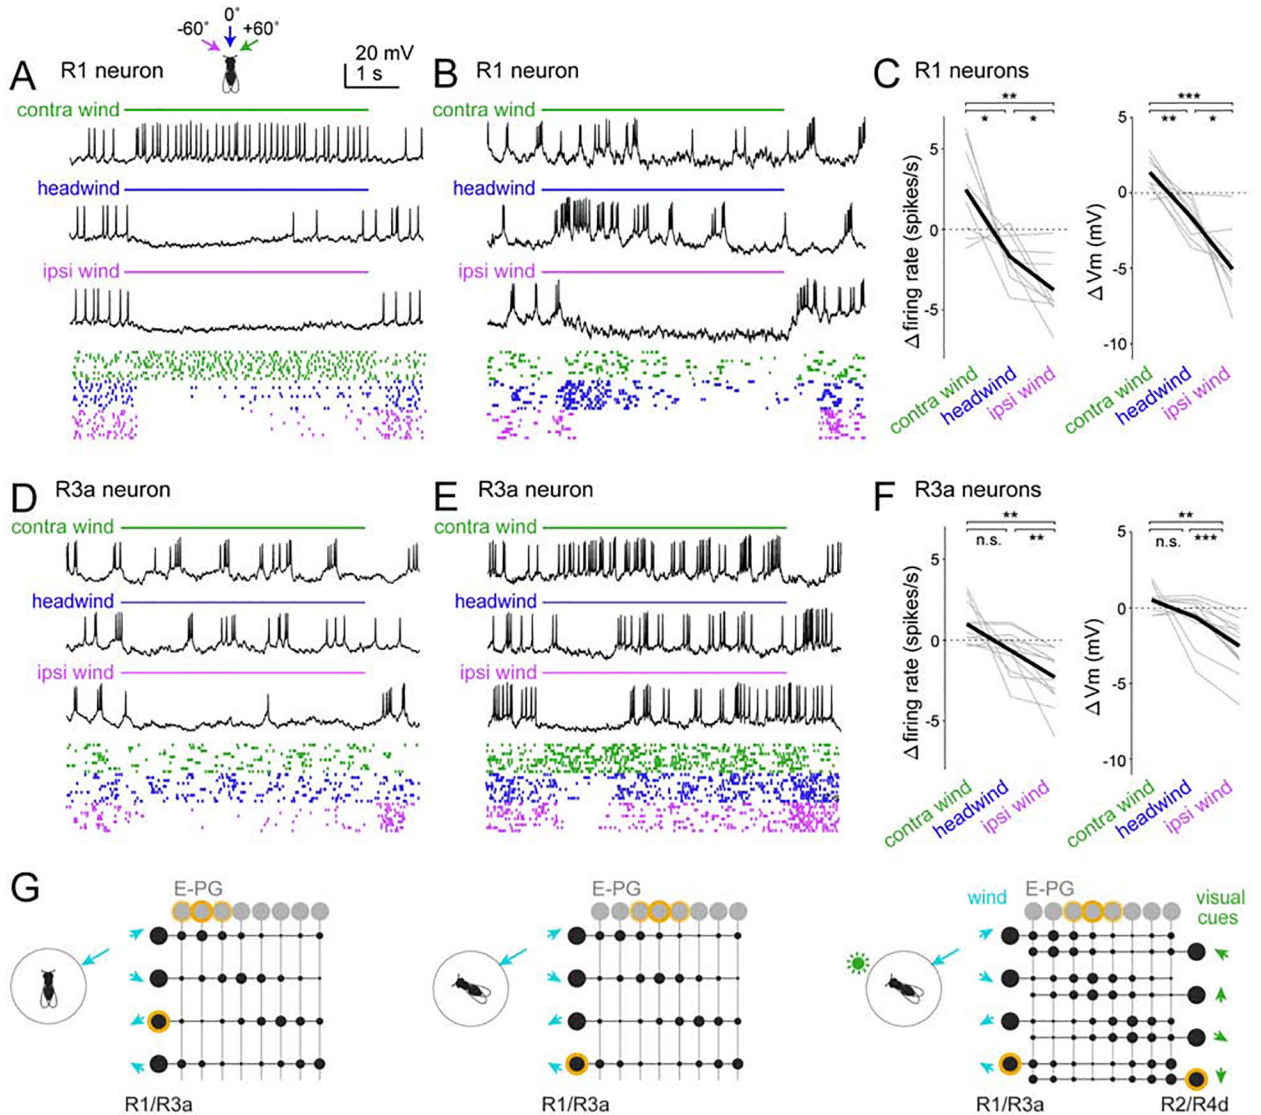 0°
-60° +60°
20 mV
1 s
A R1 neuron
contra wind
headwind
ipsi wind
B R1 neuron
contra wind
headwind
ipsi wind
C R1 neurons
**
* *
5
0
-5
Δ firing rate (spikes/s)
contra wind
headwind
ipsi wind
***
** *
5
0
-5
-10
Δ Vm (mV)
contra wind
headwind
ipsi wind
D R3a neuron
contra wind
headwind
ipsi wind
E R3a neuron
contra wind
headwind
ipsi wind
F R3a neurons
**
n.s. **
5
0
-5
Δ firing rate (spikes/s)
contra wind
headwind
ipsi wind
**
n.s. ***
5
0
-5
-10
Δ Vm (mV)
contra wind
headwind
ipsi wind
G
E-PG
R1/R3a
E-PG
R1/R3a
wind
E-PG
visual
cues
R1/R3a
R2/R4d